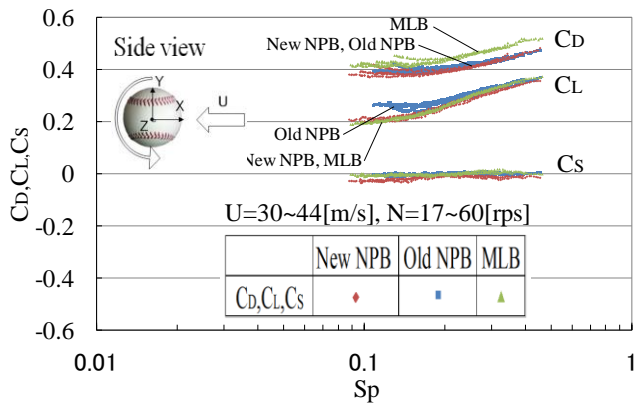 0.6
0.4
0.2
0
-0.2
-0.4
-0.6
CD,CL,CS
Side view
Y
X
Z
U
MLB
New NPB, Old NPB
CD
CL
Old NPB
New NPB, MLB
CS
U=30~44[m/s], N=17~60[rps]
New NPB Old NPB MLB
CD,CL,CS
0.01 0.1 1
Sp